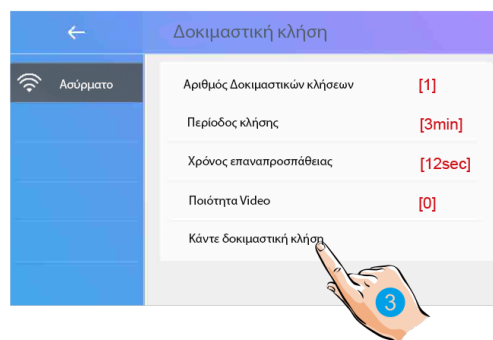 Δοκιμαστική κλήση
Ασύρματο
Αριθμός Δοκιμαστικών κλήσεων [1]
Περίοδος κλήσης [3min]
Χρόνος επαναπροσπάθειας [12sec]
Ποιότητα Video [0]
Κάντε δοκιμαστική κλήση
3